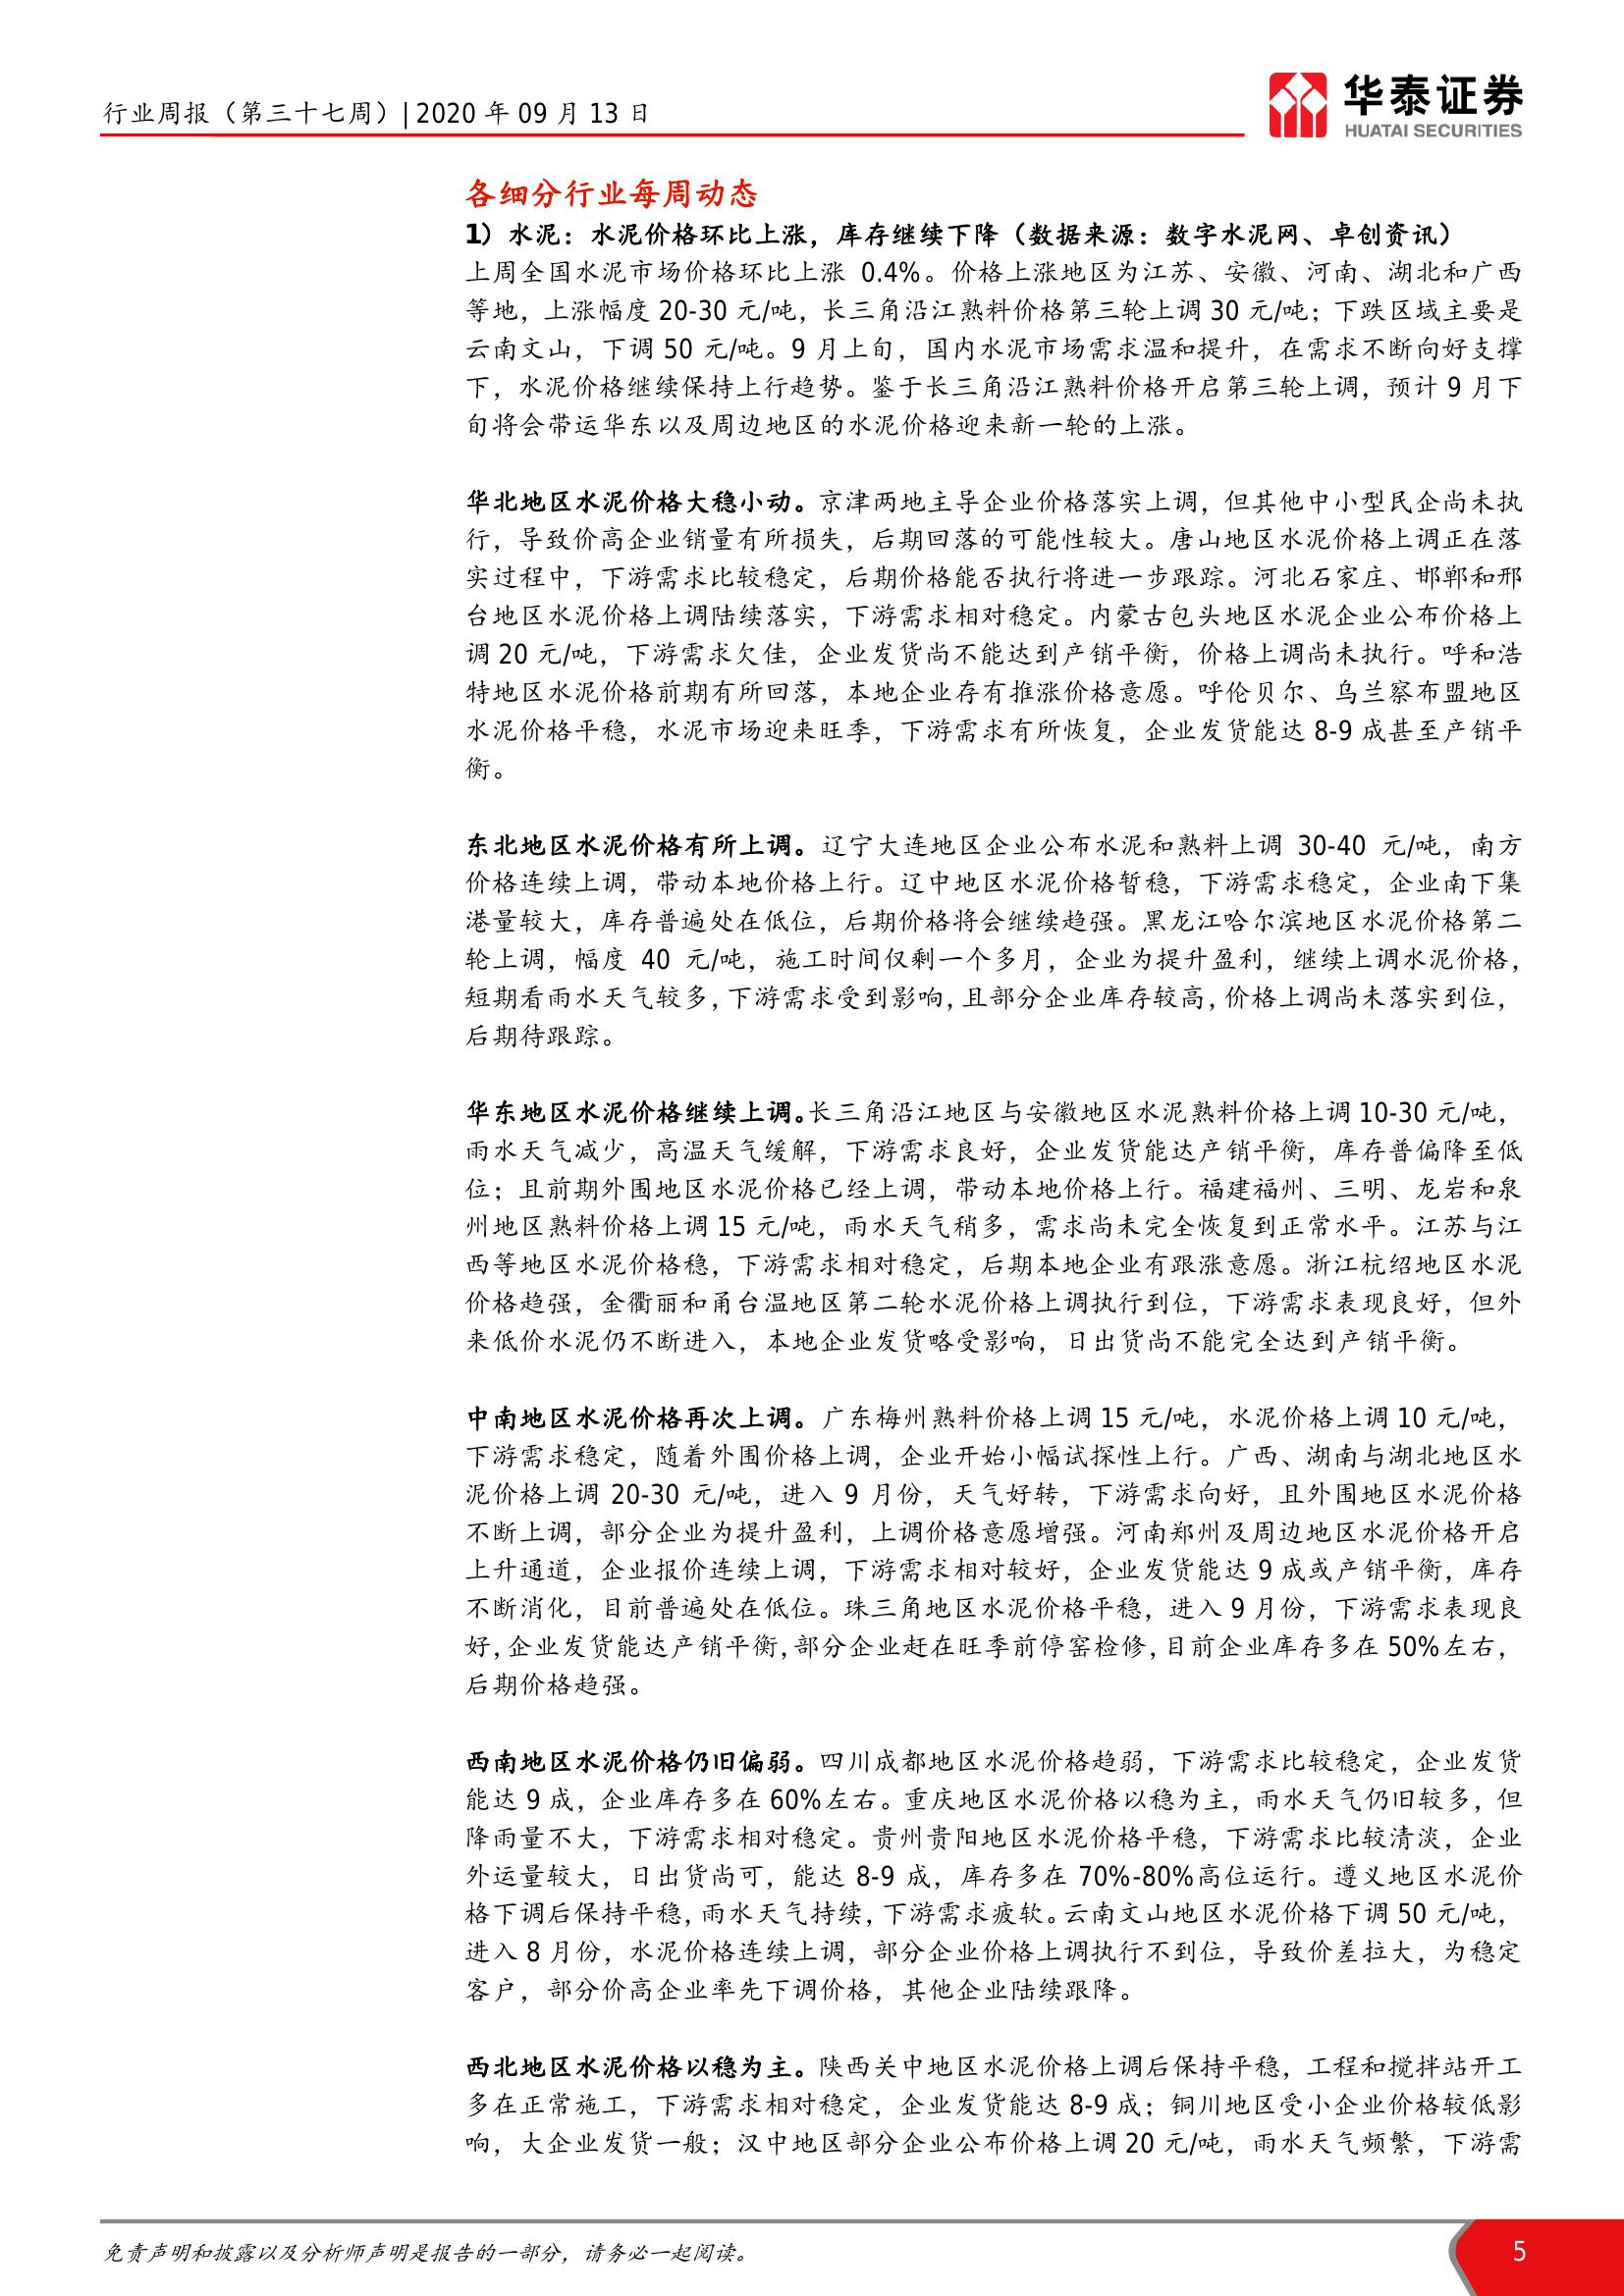 行业周报（第三十七周）| 2020 年 09 月 13 日
华泰证券
HUATAI SECURITIES
各细分行业每周动态
1）水泥：水泥价格环比上涨，库存继续下降（数据来源：数字水泥网、卓创资讯）
上周全国水泥市场价格环比上涨 0.4%。价格上涨地区为江苏、安徽、河南、湖北和广西
等地，上涨幅度 20-30 元/吨，长三角沿江熟料价格第三轮上调 30 元/吨；下跌区域主要是
云南文山，下调 50 元/吨。9 月上旬，国内水泥市场需求温和提升，在需求不断向好支撑
下，水泥价格继续保持上行趋势。鉴于长三角沿江熟料价格开启第三轮上调，预计 9 月下
旬将会带运华东以及周边地区的水泥价格迎来新一轮的上涨。
华北地区水泥价格大稳小动。京津两地主导企业价格落实上调，但其他中小型民企尚未执
行，导致价高企业销量有所损失，后期回落的可能性较大。唐山地区水泥价格上调正在落
实过程中，下游需求比较稳定，后期价格能否执行将进一步跟踪。河北石家庄、邯郸和邢
台地区水泥价格上调陆续落实，下游需求相对稳定。内蒙古包头地区水泥企业公布价格上
调 20 元/吨，下游需求欠佳，企业发货尚不能达到产销平衡，价格上调尚未执行。呼和浩
特地区水泥价格前期有所回落，本地企业存有推涨价格意愿。呼伦贝尔、乌兰察布盟地区
水泥价格平稳，水泥市场迎来旺季，下游需求有所恢复，企业发货能达 8-9 成甚至产销平
衡。
东北地区水泥价格有所上调。辽宁大连地区企业公布水泥和熟料上调 30-40 元/吨，南方
价格连续上调，带动本地价格上行。辽中地区水泥价格暂稳，下游需求稳定，企业南下集
港量较大，库存普遍处在低位，后期价格将会继续趋强。黑龙江哈尔滨地区水泥价格第二
轮上调，幅度 40 元/吨，施工时间仅剩一个多月，企业为提升盈利，继续上调水泥价格，
短期看雨水天气较多，下游需求受到影响，且部分企业库存较高，价格上调尚未落实到位，
后期待跟踪。
华东地区水泥价格继续上调。长三角沿江地区与安徽地区水泥熟料价格上调 10-30 元/吨，
雨水天气减少，高温天气缓解，下游需求良好，企业发货能达产销平衡，库存普偏降至低
位；且前期外围地区水泥价格已经上调，带动本地价格上行。福建福州、三明、龙岩和泉
州地区熟料价格上调 15 元/吨，雨水天气稍多，需求尚未完全恢复到正常水平。江苏与江
西等地区水泥价格稳，下游需求相对稳定，后期本地企业有跟涨意愿。浙江杭绍地区水泥
价格趋强，金衢丽和甬台温地区第二轮水泥价格上调执行到位，下游需求表现良好，但外
来低价水泥仍不断进入，本地企业发货略受影响，日出货尚不能完全达到产销平衡。
中南地区水泥价格再次上调。广东梅州熟料价格上调 15 元/吨，水泥价格上调 10 元/吨，
下游需求稳定，随着外围价格上调，企业开始小幅试探性上行。广西、湖南与湖北地区水
泥价格上调 20-30 元/吨，进入 9 月份，天气好转，下游需求向好，且外围地区水泥价格
不断上调，部分企业为提升盈利，上调价格意愿增强。河南郑州及周边地区水泥价格开启
上升通道，企业报价连续上调，下游需求相对较好，企业发货能达 9 成或产销平衡，库存
不断消化，目前普遍处在低位。珠三角地区水泥价格平稳，进入 9 月份，下游需求表现良
好，企业发货能达产销平衡，部分企业赶在旺季前停窑检修，目前企业库存多在 50%左右，
后期价格趋强。
西南地区水泥价格仍旧偏弱。四川成都地区水泥价格趋弱，下游需求比较稳定，企业发货
能达 9 成，企业库存多在 60%左右。重庆地区水泥价格以稳为主，雨水天气仍旧较多，但
降雨量不大，下游需求相对稳定。贵州贵阳地区水泥价格平稳，下游需求比较清淡，企业
外运量较大，日出货尚可，能达 8-9 成，库存多在 70%-80%高位运行。遵义地区水泥价
格下调后保持平稳，雨水天气持续，下游需求疲软。云南文山地区水泥价格下调 50 元/吨，
进入 8 月份，水泥价格连续上调，部分企业价格上调执行不到位，导致价差拉大，为稳定
客户，部分价高企业率先下调价格，其他企业陆续跟降。
西北地区水泥价格以稳为主。陕西关中地区水泥价格上调后保持平稳，工程和搅拌站开工
多在正常施工，下游需求相对稳定，企业发货能达 8-9 成；铜川地区受小企业价格较低影
响，大企业发货一般；汉中地区部分企业公布价格上调 20 元/吨，雨水天气频繁，下游需
免责声明和披露以及分析师声明是报告的一部分，请务必一起阅读。
5